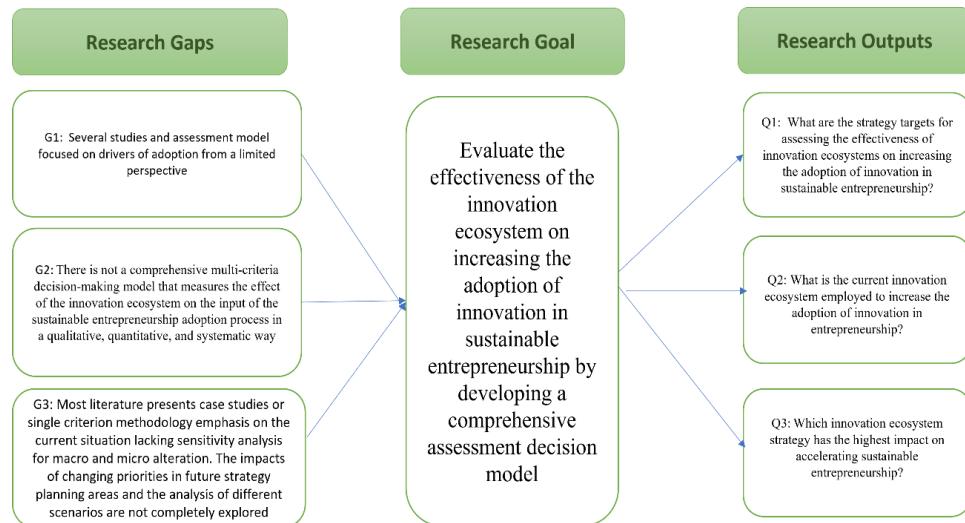 Research Gaps
G1: Several studies and assessment model
focused on drivers of adoption from a limited
perspective
G2: There is not a comprehensive multi-criteria
decision-making model that measures the effect
of the innovation ecosystem on the input of the
sustainable entrepreneurship adoption process in
a qualitative, quantitative, and systematic way
G3: Most literature presents case studies or
single criterion methodology emphasis on the
current situation lacking sensitivity analysis
for macro and micro alteration. The impacts
of changing priorities in future strategy
planning areas and the analysis of different
scenarios are not completely explored
Research Goal
Evaluate the
effectiveness of the
innovation
ecosystem on
increasing the
adoption of
innovation in
sustainable
entrepreneurship by
developing a
comprehensive
assessment decision
model
Research Outputs
Q1: What are the strategy targets for
assessing the effectiveness of
innovation ecosystems on increasing
the adoption of innovation in
sustainable entrepreneurship?
Q2: What is the current innovation
ecosystem employed to increase the
adoption of innovation in
entrepreneurship?
Q3: Which innovation ecosystem
strategy has the highest impact on
accelerating sustainable
entrepreneurship?